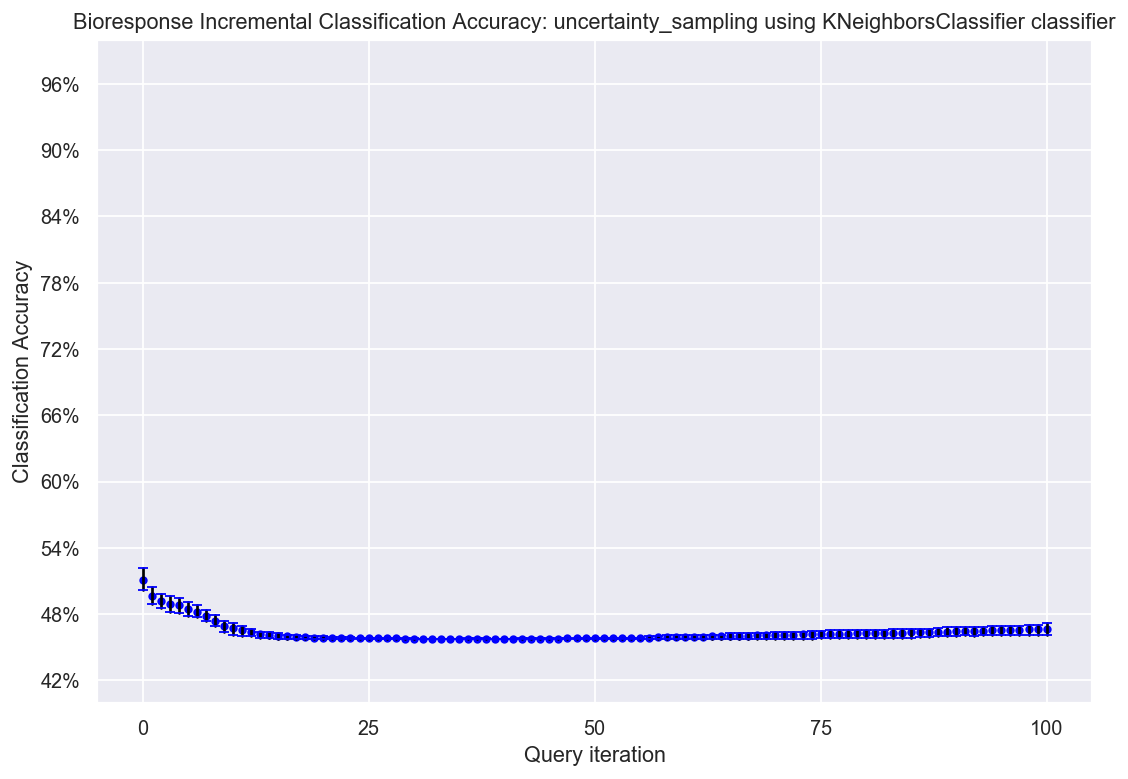 Bioresponse Incremental Classification Accuracy: uncertainty_sampling using KNeighborsClassifier classifier
96%
90%
84%
78%
72%
66%
60%
54%
48%
42%
Classification Accuracy
0 25 50 75 100
Query iteration